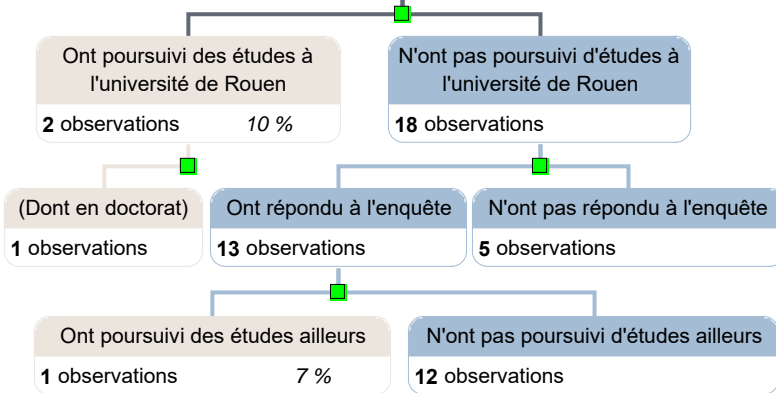 Ont poursuivi des études à
l'université de Rouen
2 observations 10 %
N'ont pas poursuivi d'études à
l'université de Rouen
18 observations
(Dont en doctorat)
1 observations
Ont répondu à l'enquête
13 observations
N'ont pas répondu à l'enquête
5 observations
Ont poursuivi des études ailleurs
1 observations 7 %
N'ont pas poursuivi d'études ailleurs
12 observations